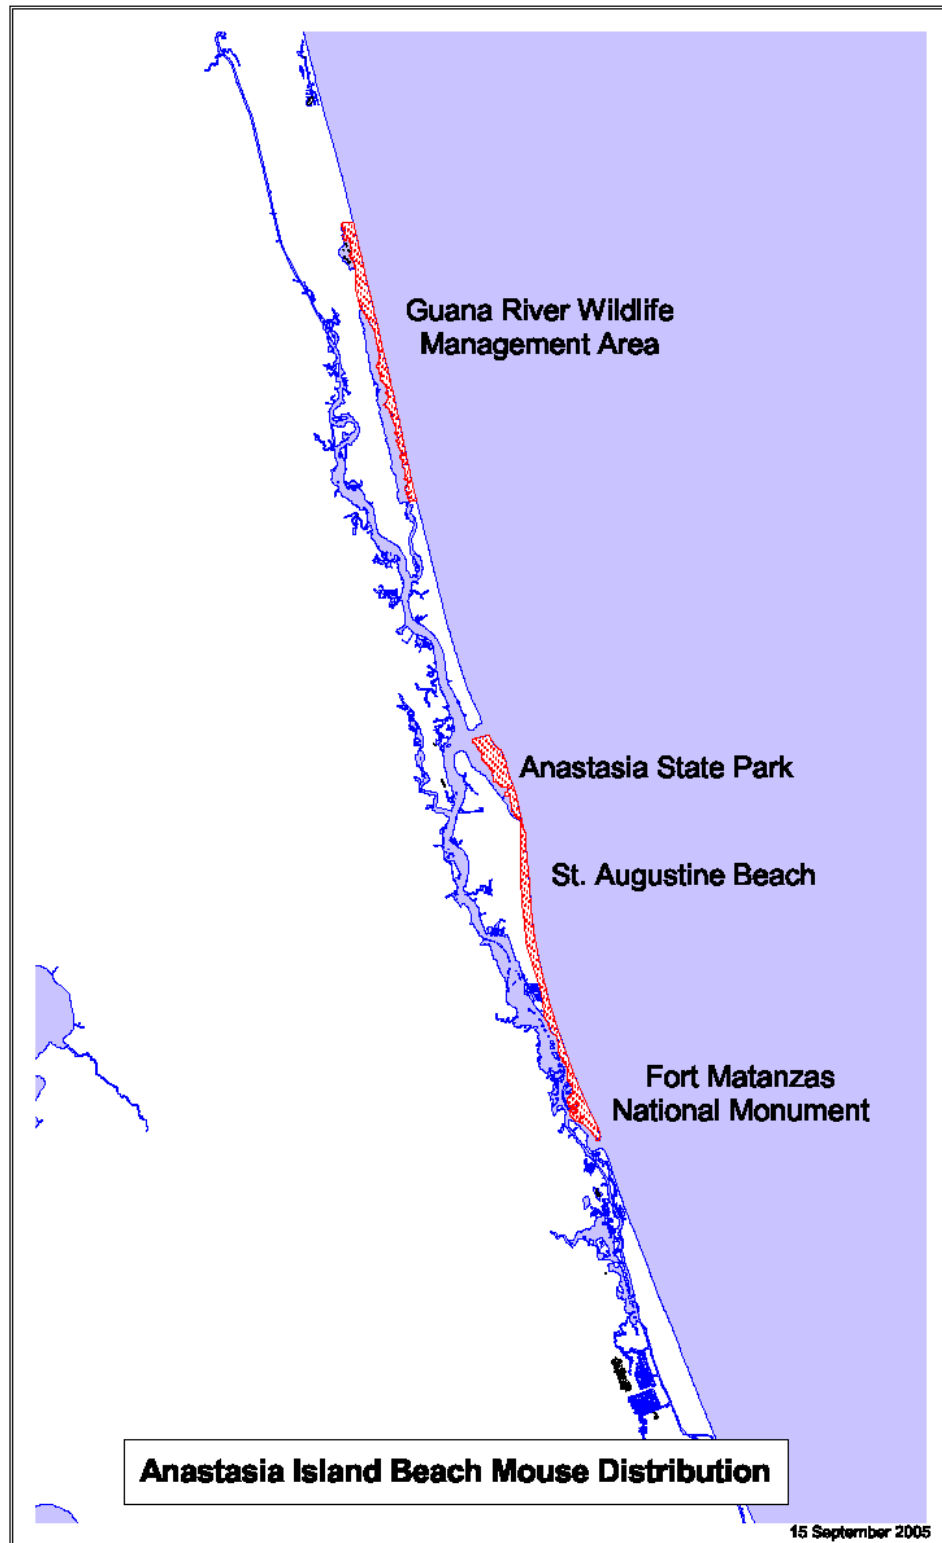 Guana River Wildlife
Management Area
Anastasia State Park
St. Augustine Beach
Fort Matanzas
National Monument
Anastasia Island Beach Mouse Distribution
15 September 2005